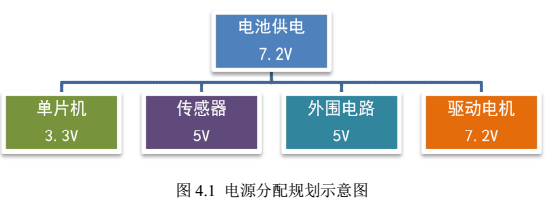 电池供电
7.2V
单片机
3.3V
传感器
5V
外围电路
5V
驱动电机
7.2V
图 4.1 电源分配规划示意图